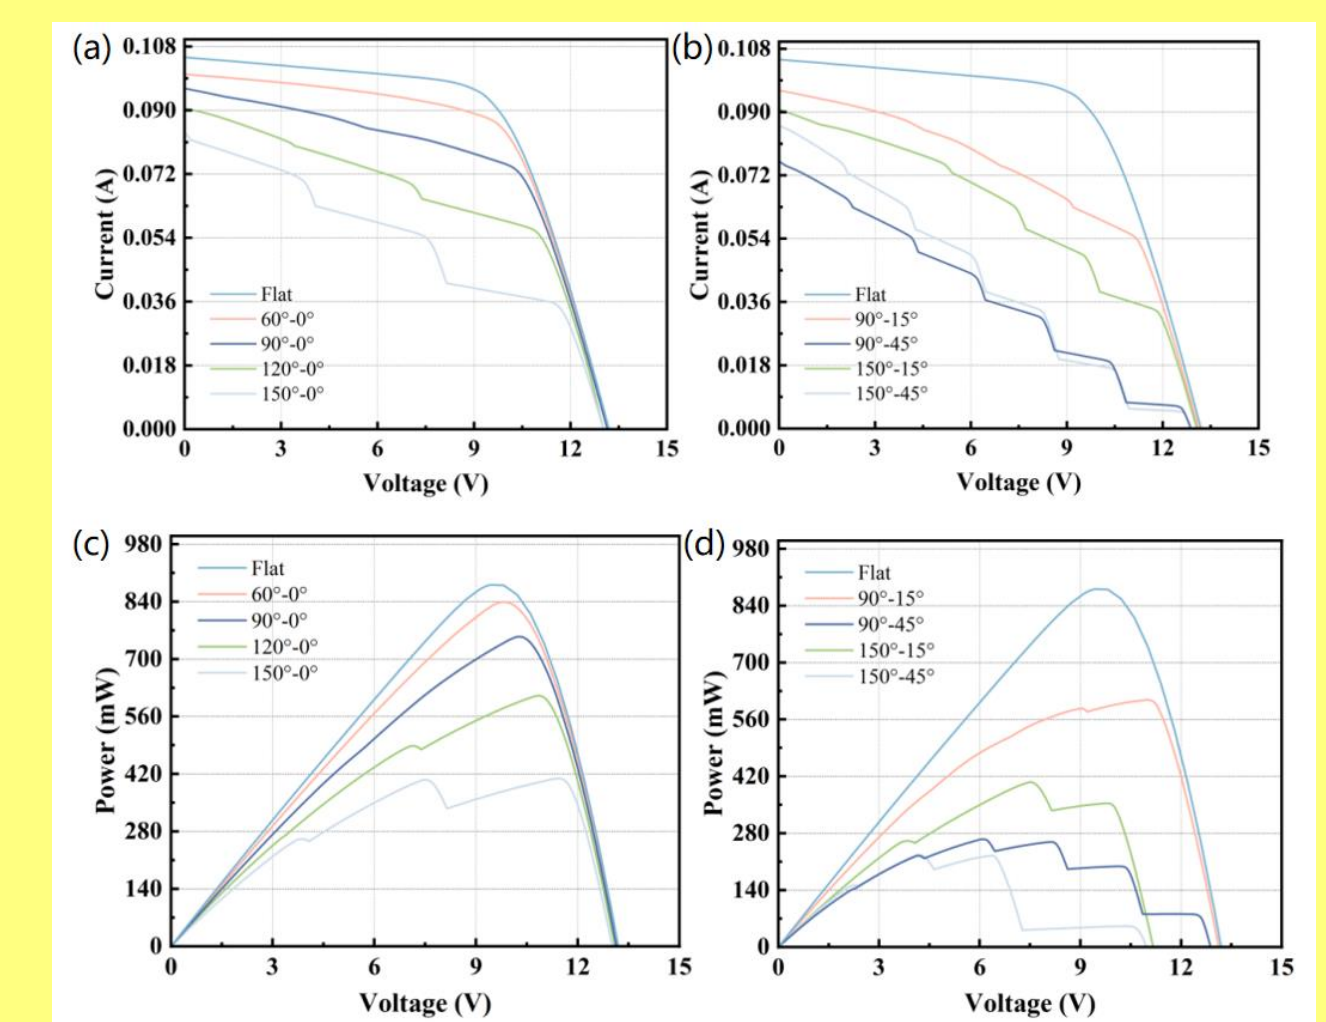 (a)
0.108
0.090
0.072
0.054
0.036
0.018
0.000
Current (A)
Flat
60°-0°
90°-0°
120°-0°
150°-0°
0 3 6 9 12 15
Voltage (V)
(b)
0.108
0.090
0.072
0.054
0.036
0.018
0.000
Current (A)
Flat
90°-15°
90°-45°
150°-15°
150°-45°
0 3 6 9 12 15
Voltage (V)
(c)
980
840
700
560
420
280
140
0
Power (mW)
Flat
60°-0°
90°-0°
120°-0°
150°-0°
0 3 6 9 12 15
Voltage (V)
(d)
980
840
700
560
420
280
140
0
Power (mW)
Flat
90°-15°
90°-45°
150°-15°
150°-45°
0 3 6 9 12 15
Voltage (V)